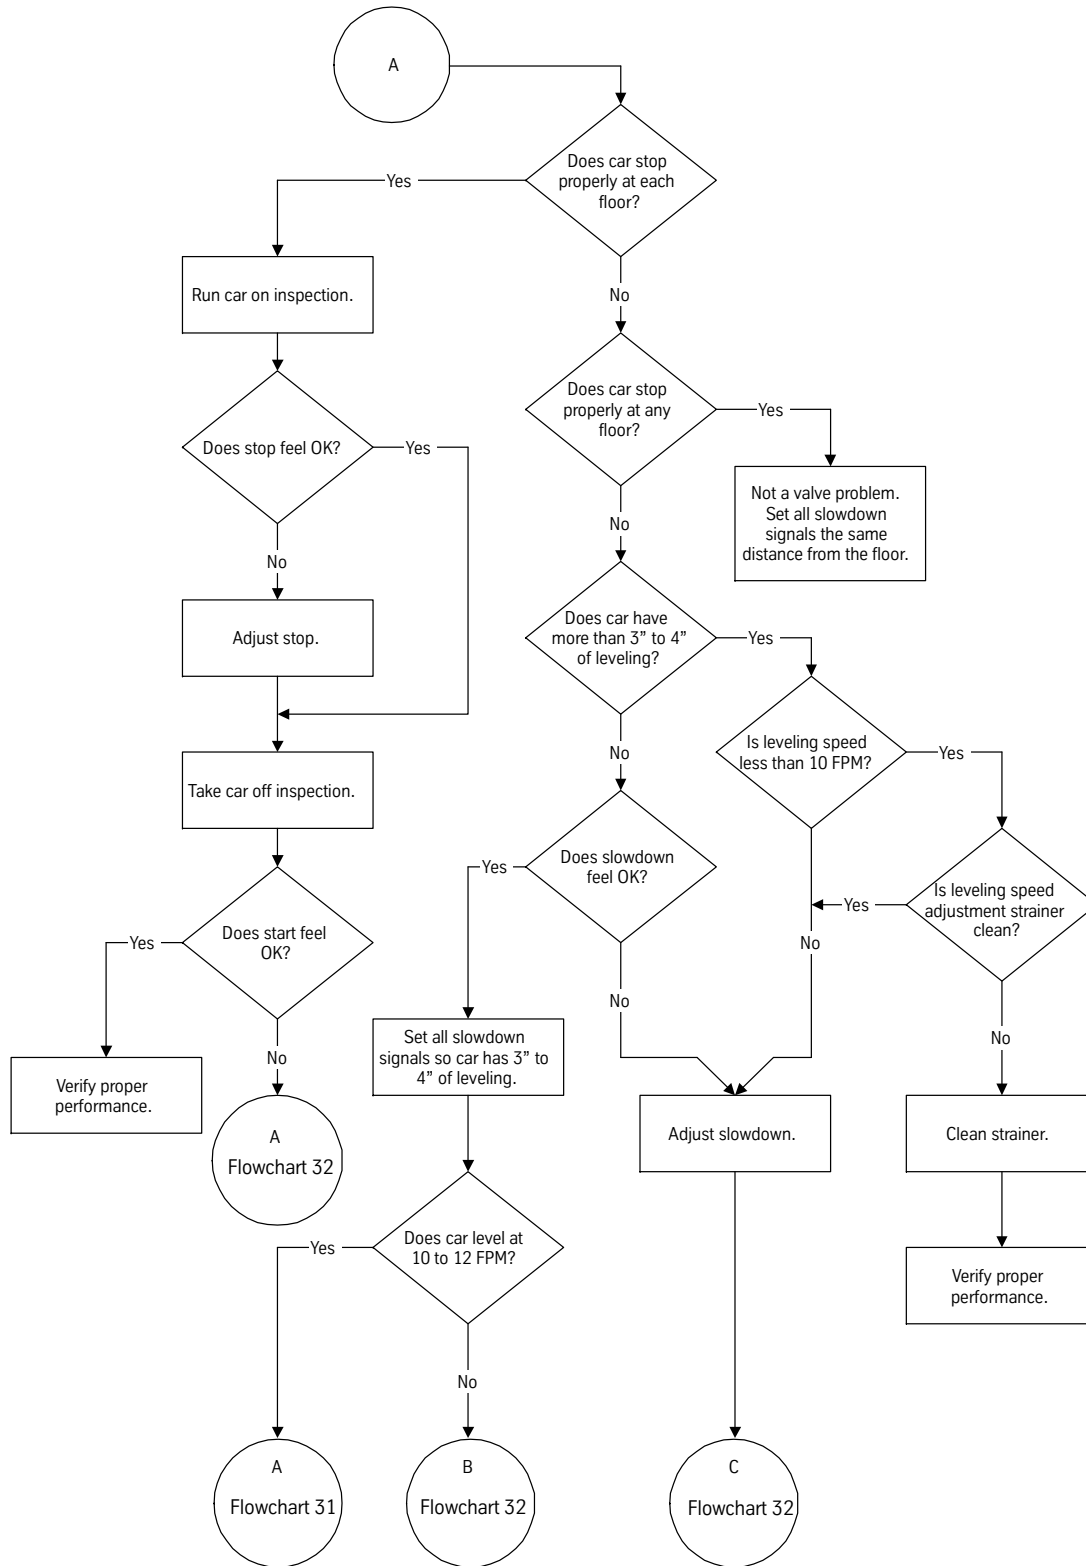 A
Does car stop
properly at each
floor?
Yes
No
Run car on inspection.
Does car stop
properly at any
floor?
Yes
No
Does stop feel OK?
Yes
No
Not a valve problem.
Set all slowdown
signals the same
distance from the floor.
Adjust stop.
Does car have
more than 3” to 4”
of leveling?
Yes
No
Is leveling speed
less than 10 FPM?
Yes
No
Take car off inspection.
Does slowdown
feel OK?
Yes
No
Is leveling speed
adjustment strainer
clean?
Yes
No
Does start feel
OK?
Yes
No
Verify proper
performance.
A
Flowchart 32
Set all slowdown
signals so car has 3” to
4” of leveling.
Adjust slowdown.
Clean strainer.
Does car level at
10 to 12 FPM?
Yes
No
Verify proper
performance.
A
Flowchart 31
B
Flowchart 32
C
Flowchart 32